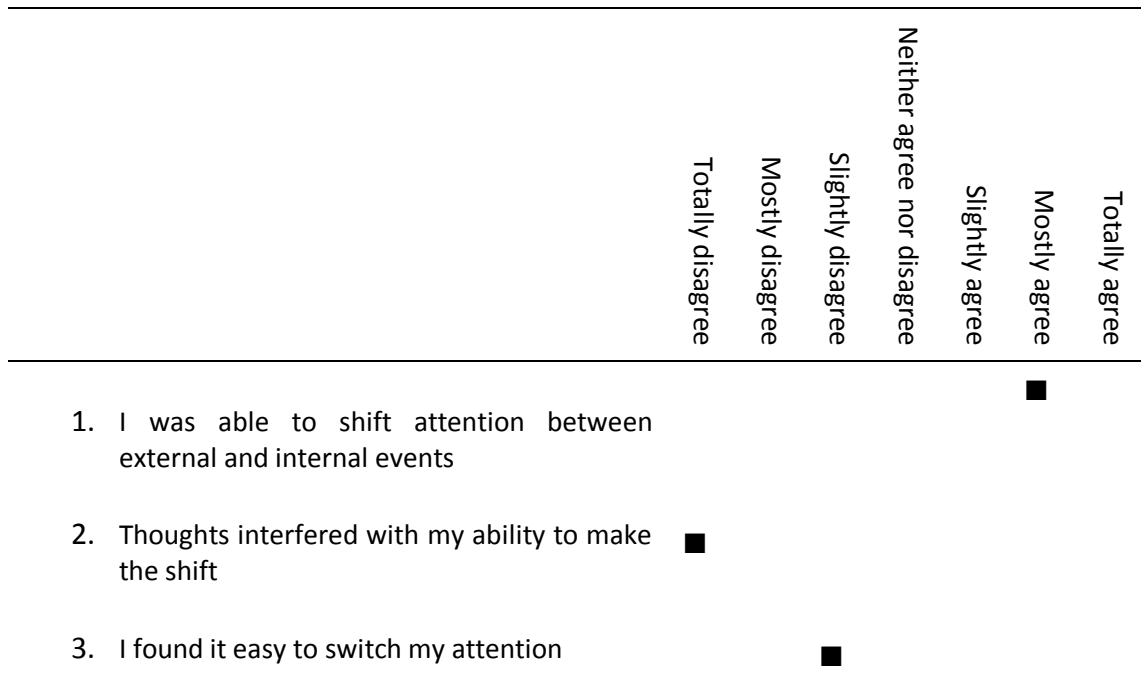 Totally disagree
Mostly disagree
Slightly disagree
Neither agree nor disagree
Slightly agree
Mostly agree
Totally agree
1. I was able to shift attention between
external and internal events
2. Thoughts interfered with my ability to make
the shift
3. I found it easy to switch my attention